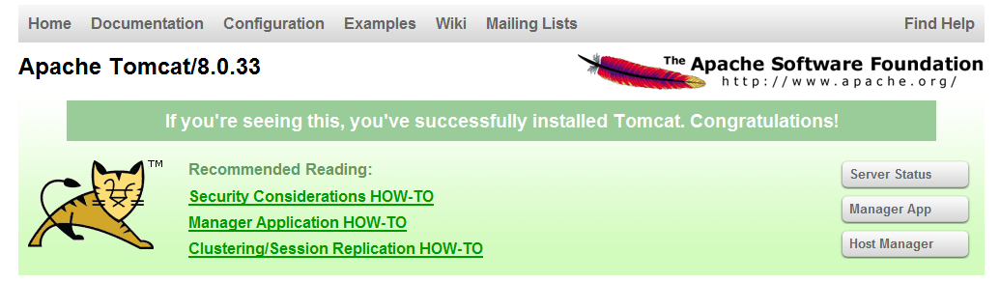 Home Documentation Configuration Examples Wiki Mailing Lists Find Help
Apache Tomcat/8.0.33
The Apache Software Foundation
http://www.apache.org/
If you're seeing this, you've successfully installed Tomcat. Congratulations!
TM
Recommended Reading:
Security Considerations HOW-TO
Manager Application HOW-TO
Clustering/Session Replication HOW-TO
Server Status
Manager App
Host Manager